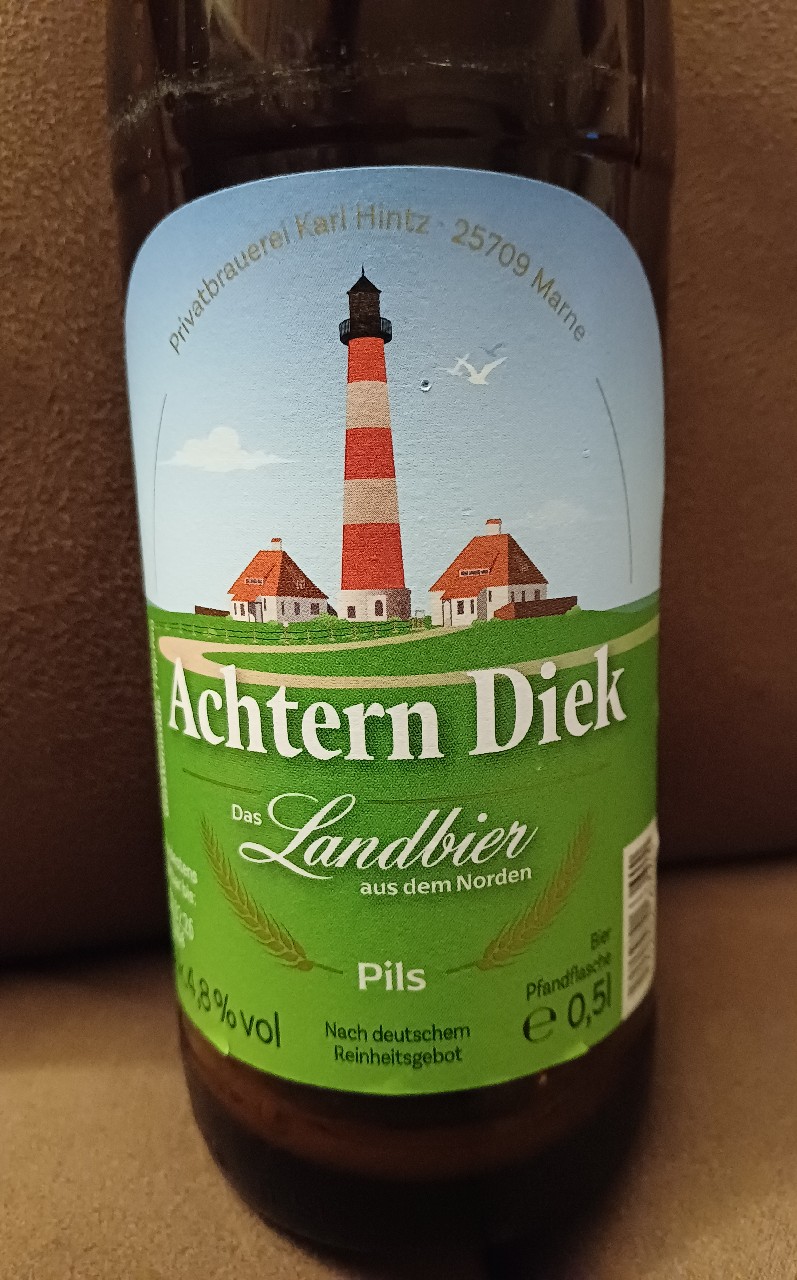 Privatbrauerei Karl Hintz · 25709 Marne
Achtern Diek
Das Landbier
aus dem Norden
Pils
4,8%vol
Nach deutschem
Reinheitsgebot
Bier
Pfandflasche
e 0,5l